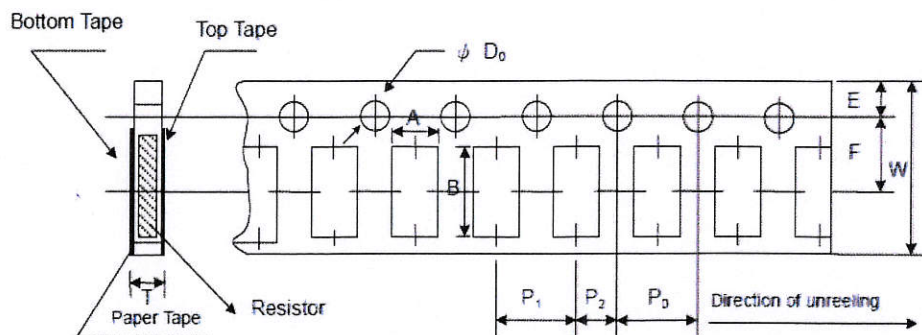 Bottom Tape
Top Tape
ϕ D₀
E
A
F
W
B
T
Paper Tape
Resistor
P₁
P₂
P₀
Direction of unreeling